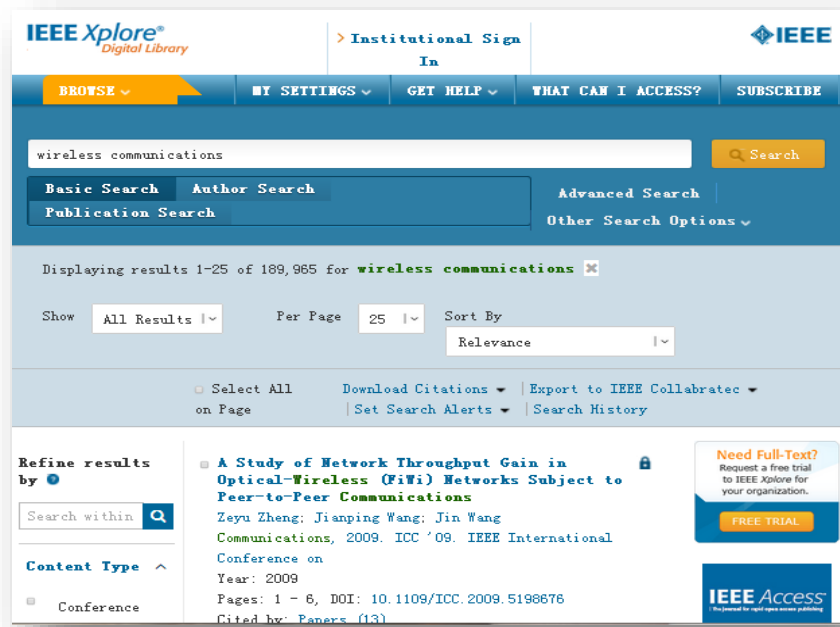 IEEE Xplore®
Digital Library
> Institutional Sign
In
IEEE
BROWSE
MY SETTINGS
GET HELP
WHAT CAN I ACCESS?
SUBSCRIBE
wireless communications
Search
Basic Search
Author Search
Publication Search
Advanced Search
Other Search Options
Displaying results 1-25 of 189,965 for wireless communications
Show
All Results
Per Page
25
Sort By
Relevance
Select All
on Page
Download Citations
Export to IEEE Collabratec
Set Search Alerts
Search History
Refine results
by ?
Search within
Content Type
Conference
A Study of Network Throughput Gain in
Optical-Wireless (FiWi) Networks Subject to
Peer-to-Peer Communications
Zeyu Zheng; Jianping Wang; Jin Wang
Communications, 2009. ICC '09. IEEE International
Conference on
Year: 2009
Pages: 1 - 6, DOI: 10.1109/ICC.2009.5198676
Cited by: Papers (13)
Need Full-Text?
Request a free trial
to IEEE Xplore for
your organization.
FREE TRIAL
IEEE Access
The journal for rapid open access publishing